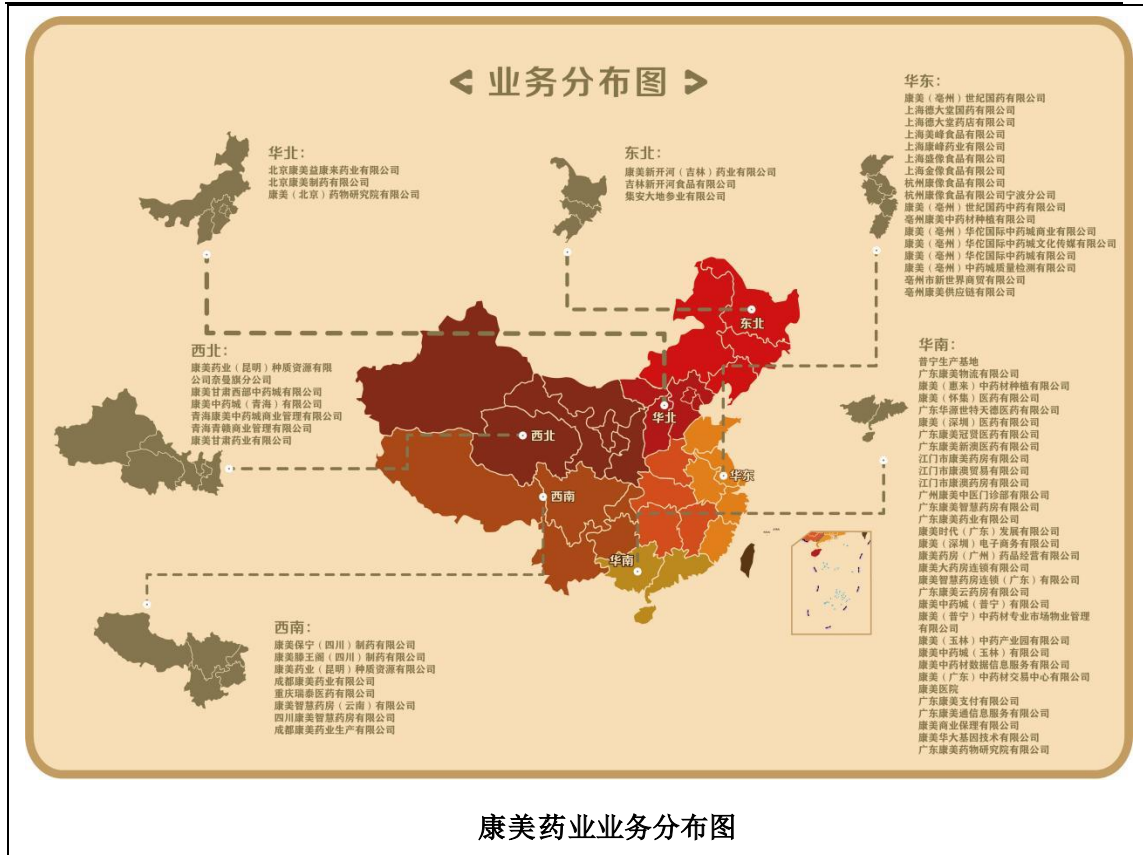 < 业务分布图 >
华北：
北京康美益康来药业有限公司
北京康美制药有限公司
康美（北京）药物研究院有限公司
东北：
康美新开河（吉林）药业有限公司
吉林新开河食品有限公司
集安大地参业有限公司
华东：
康美（亳州）世纪国药有限公司
上海德大堂国药有限公司
上海德大堂药店有限公司
上海美峰食品有限公司
上海康峰药业有限公司
上海盛像食品有限公司
上海金像食品有限公司
杭州康像食品有限公司
杭州康像食品有限公司宁波分公司
康美（亳州）世纪国药中药有限公司
亳州康美中药材种植有限公司
康美（亳州）华佗国际中药城商业有限公司
康美（亳州）华佗国际中药城文化传媒有限公司
康美（亳州）华佗国际中药城有限公司
康美（亳州）中药城质量检测有限公司
亳州市新世界商贸有限公司
亳州康美供应链有限公司
西北：
康美药业（昆明）种质资源有限
公司奈曼旗分公司
康美甘肃西部中药城有限公司
康美中药城（青海）有限公司
青海康美中药城商业管理有限公司
青海青赣商业管理有限公司
康美甘肃药业有限公司
华南：
普宁生产基地
广东康美物流有限公司
康美（惠来）中药材种植有限公司
康美（怀集）医药有限公司
广东华源世特天德医药有限公司
康美（深圳）医药有限公司
广东康美冠贤医药有限公司
广东康美新澳医药有限公司
江门市康美药房有限公司
江门市康澳贸易有限公司
江门市康澳药房有限公司
广州康美中医门诊部有限公司
广东康美智慧药房有限公司
广东康美药业有限公司
康美时代（广东）发展有限公司
康美（深圳）电子商务有限公司
康美药房（广州）药品经营有限公司
康美大药房连锁有限公司
康美智慧药房连锁（广东）有限公司
广东康美云药房有限公司
康美中药城（普宁）有限公司
康美（普宁）中药材专业市场物业管理
有限公司
康美（玉林）中药产业园有限公司
康美中药城（玉林）有限公司
康美中药材数据信息服务有限公司
康美（广东）中药材交易中心有限公司
康美医院
广东康美支付有限公司
广东康美通信息服务有限公司
康美商业保理有限公司
康美华大基因技术有限公司
广东康美药物研究院有限公司
西南：
康美保宁（四川）制药有限公司
康美滕王阁（四川）制药有限公司
康美药业（昆明）种质资源有限公司
成都康美药业有限公司
重庆瑞泰医药有限公司
康美智慧药房（云南）有限公司
四川康美智慧药房有限公司
成都康美药业生产有限公司
东北
华北
西北
华东
西南
华南
康美药业业务分布图